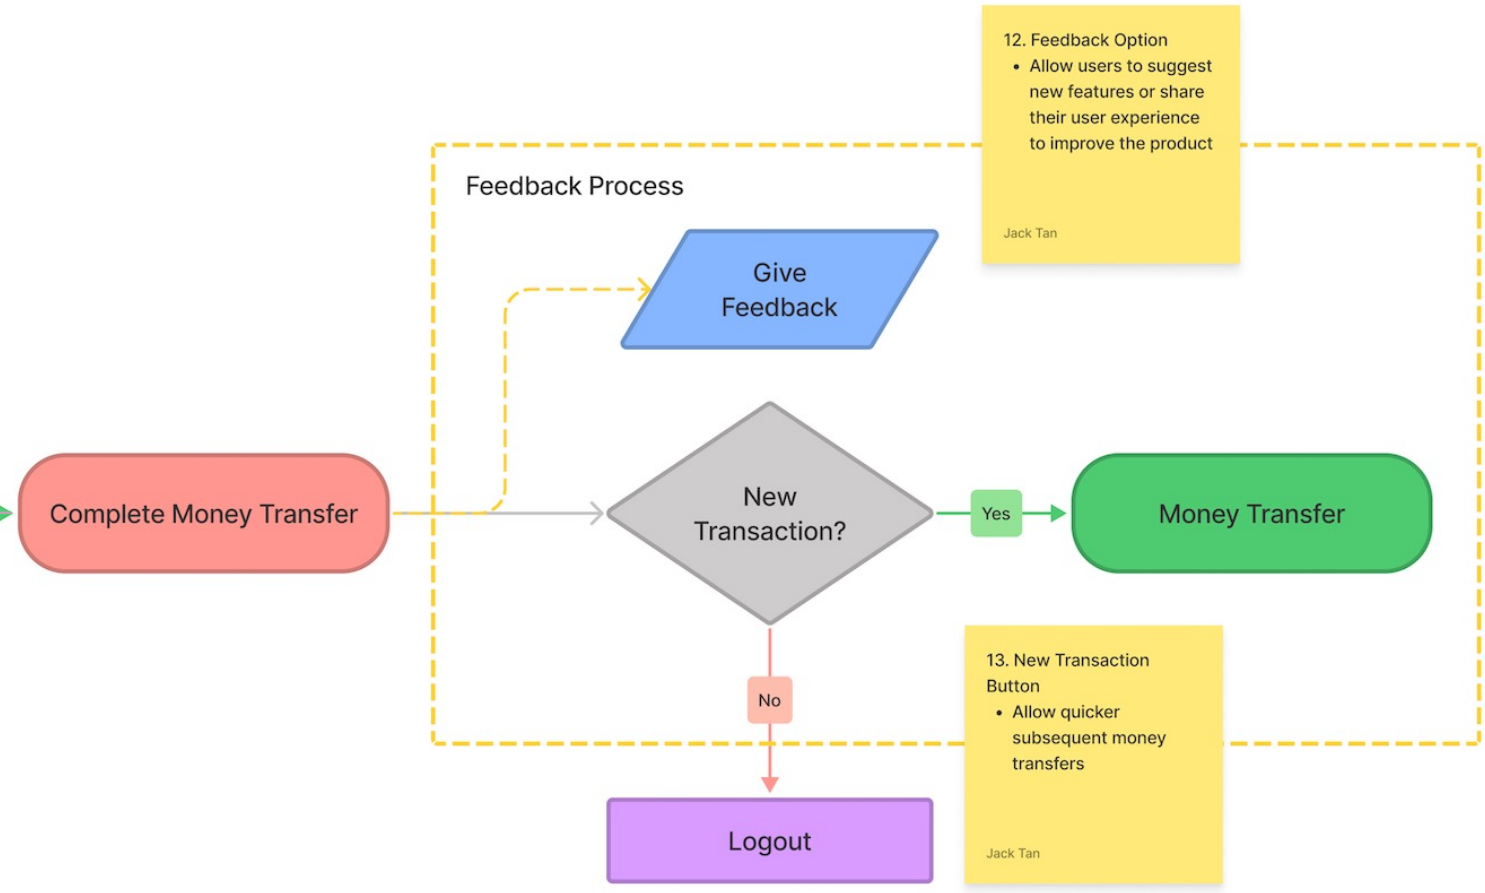 12. Feedback Option
• Allow users to suggest
new features or share
their user experience
to improve the product
Jack Tan
Feedback Process
Give
Feedback
Complete Money Transfer
New
Transaction?
Yes
Money Transfer
No
13. New Transaction
Button
• Allow quicker
subsequent money
transfers
Jack Tan
Logout